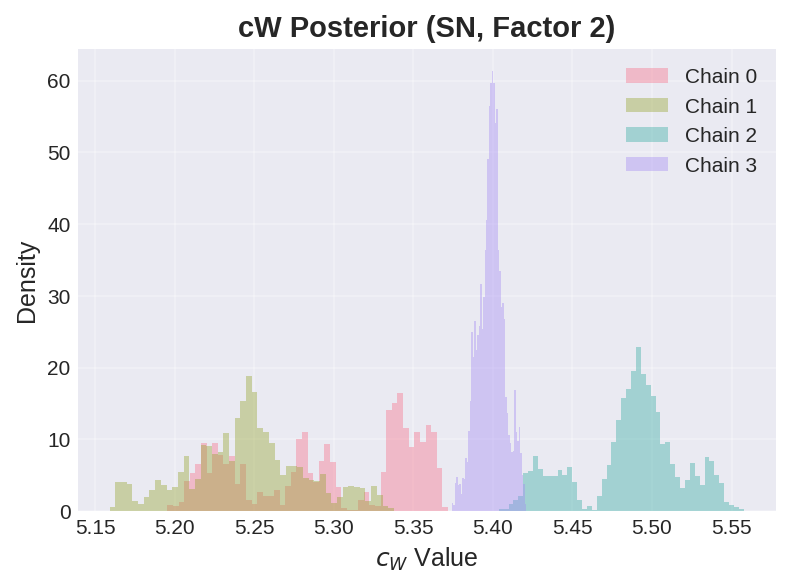 cW Posterior (SN, Factor 2)
Chain 0
Chain 1
Chain 2
Chain 3
60
50
40
30
20
10
0
Density
5.15 5.20 5.25 5.30 5.35 5.40 5.45 5.50 5.55
cW Value